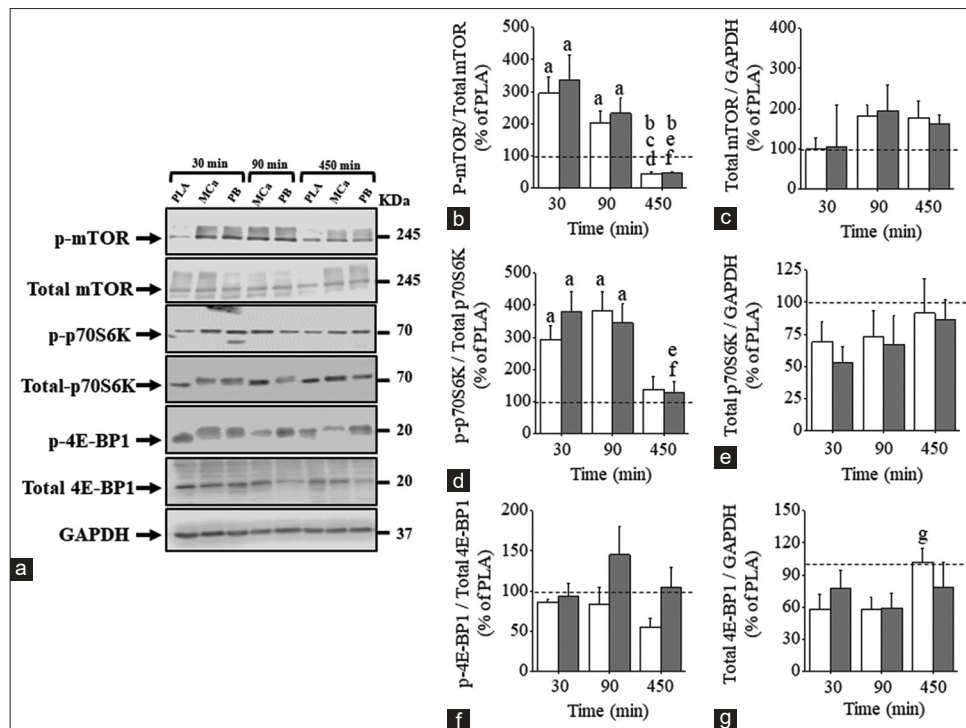 30 min 90 min 450 min
PLA MCa PB MCa PB PLA MCa PB KDa
p-mTOR 245
Total mTOR 245
p-p70S6K 70
Total-p70S6K 70
p-4E-BP1 20
Total 4E-BP1 20
GAPDH 37
a
P-mTOR/Total mTOR
(% of PLA)
500
400
300
200
100
0
a a
a a
b b
c e
d f
30 90 450
Time (min)
b
Total mTOR / GAPDH
(% of PLA)
400
300
200
100
0
30 90 450
Time (min)
c
p-p70S6K / Total p70S6K
(% of PLA)
500
400
300
200
100
0
a a
a a
e
f
30 90 450
Time (min)
d
Total p70S6K / GAPDH
(% of PLA)
125
100
75
50
25
0
30 90 450
Time (min)
e
p-4E-BP1 / Total 4E-BP1
(% of PLA)
200
150
100
50
0
30 90 450
Time (min)
f
Total 4E-BP1 / GAPDH
(% of PLA)
150
120
90
60
30
0
g
30 90 450
Time (min)
g